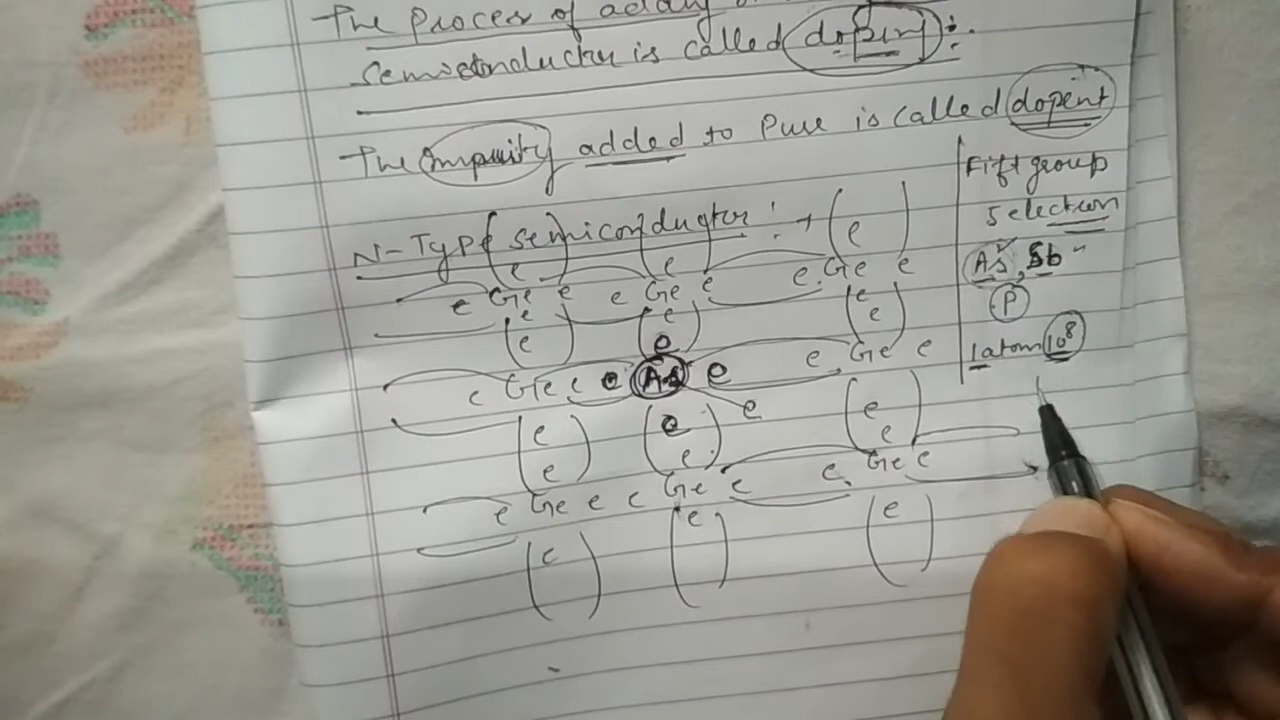 The Process of adding
Semiconductor is called doping :.
The impurity added to Pure is called dopent
N-Type semiconductor : → e
e e
e Ge e e Ge e e Ge e
e e e
e e
e Ge e e As e e Ge e
e e e e
e e e
e Ge e
e Ge e e Ge e
e e e
Fift group
5 electron
As, Sb
P
1 atom 10⁸